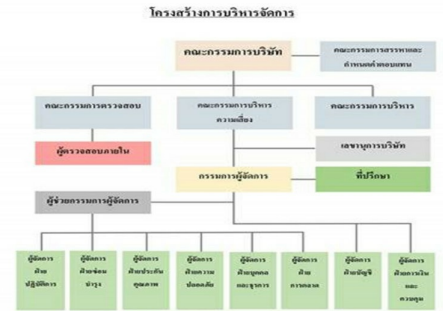 โครงสร้างการบริหารจัดการ
คณะกรรมการบริษัท
คณะกรรมการสรรหาและ
กำหนดค่าตอบแทน
คณะกรรมการตรวจสอบ
คณะกรรมการบริหาร
ความเสี่ยง
คณะกรรมการบริหาร
ผู้ตรวจสอบภายใน
เลขานุการบริษัท
กรรมการผู้จัดการ
ที่ปรึกษา
ผู้ช่วยกรรมการผู้จัดการ
ผู้จัดการ
ฝ่าย
ปฏิบัติการ
ผู้จัดการ
ฝ่ายซ่อม
บำรุง
ผู้จัดการ
ฝ่ายประกัน
คุณภาพ
ผู้จัดการ
ฝ่ายความ
ปลอดภัย
ผู้จัดการ
ฝ่ายบุคคล
และธุรการ
ผู้จัดการ
ฝ่าย
การตลาด
ผู้จัดการ
ฝ่ายบัญชี
ผู้จัดการ
ฝ่ายการเงิน
และ
ควบคุม